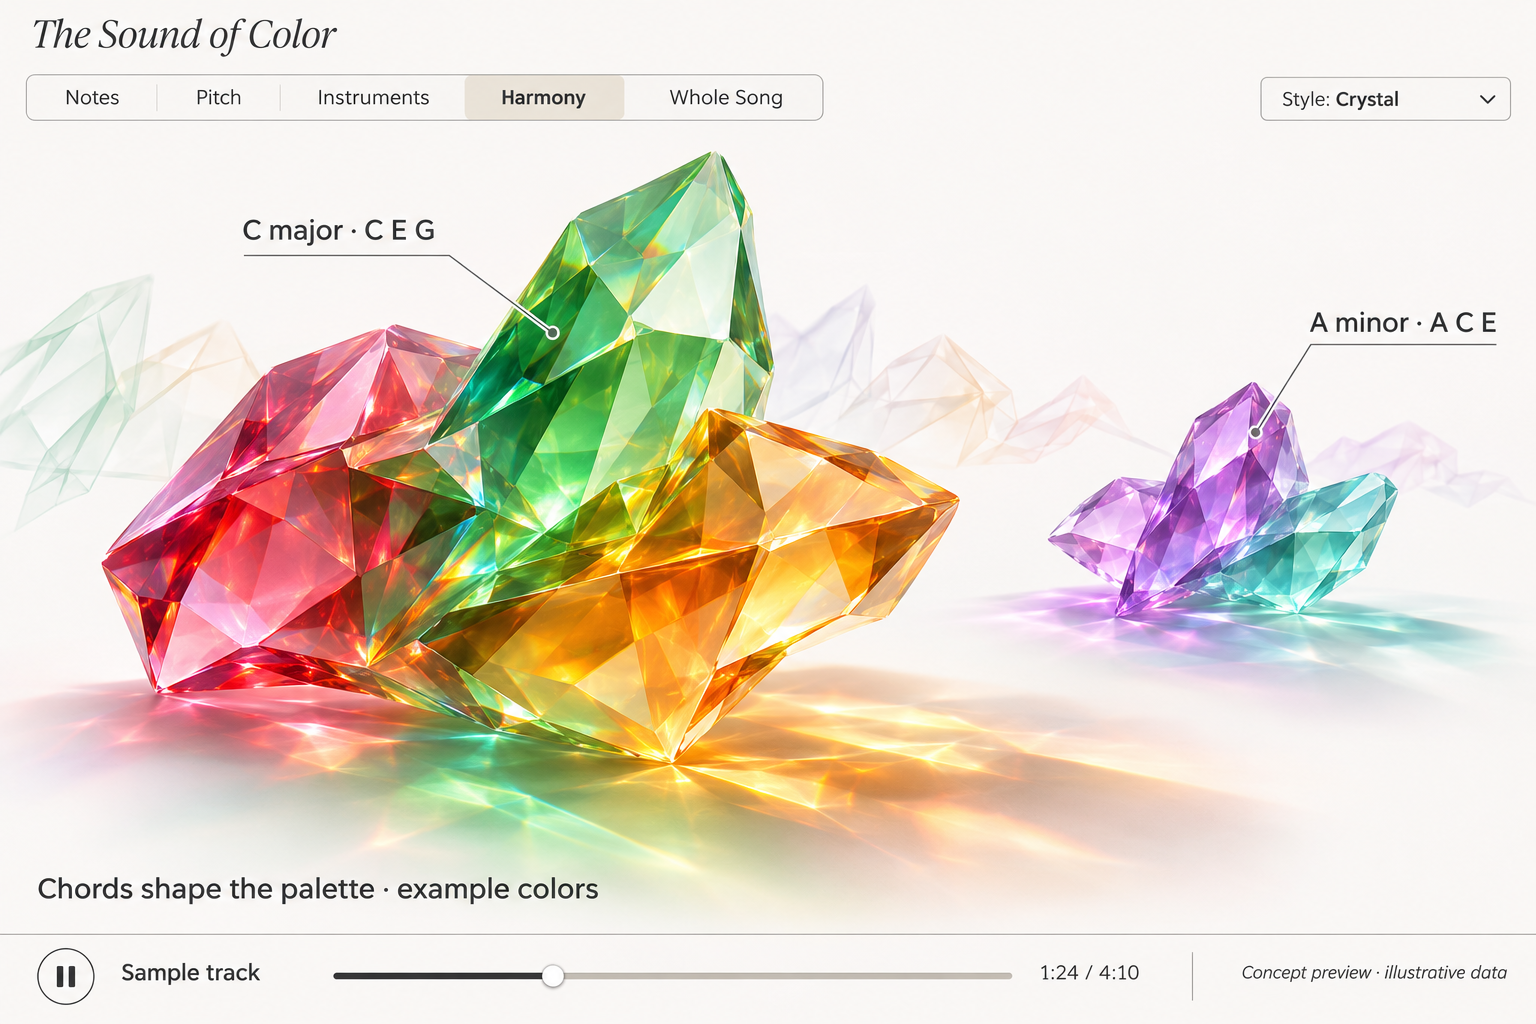 The Sound of Color
Notes
Pitch
Instruments
Harmony
Whole Song
Style: Crystal
C major · C E G
A minor · A C E
Chords shape the palette · example colors
Sample track
1:24 / 4:10
Concept preview · illustrative data